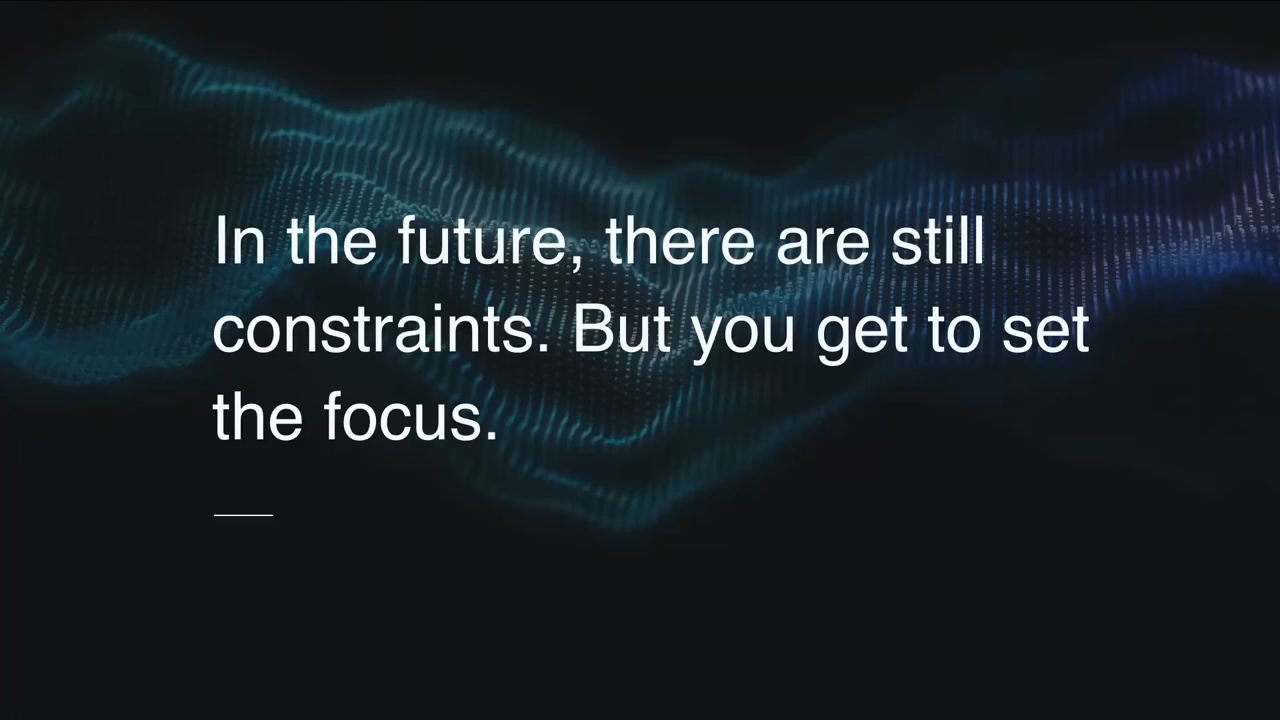 In the future, there are still
constraints. But you get to set
the focus.